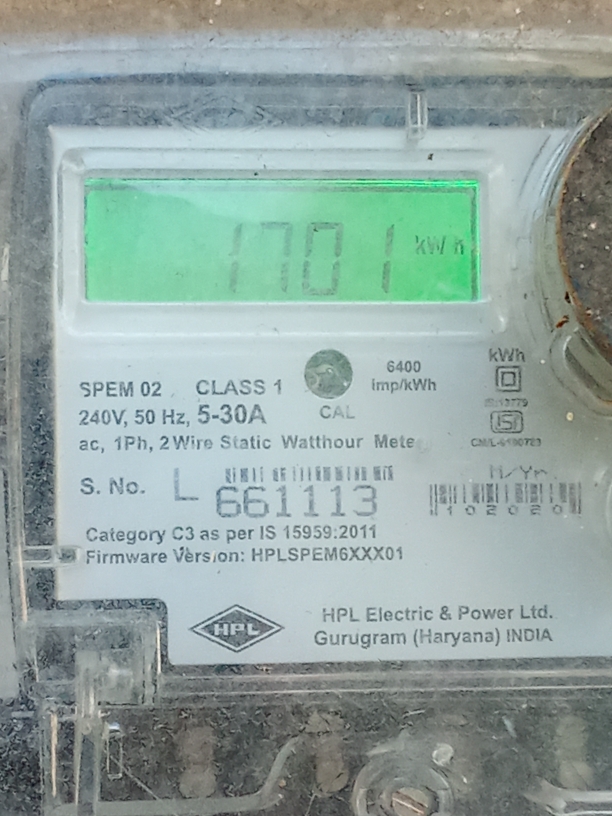 1701 kW h
SPEM 02 CLASS 1
240V, 50 Hz, 5-30A
CAL
6400
imp/kWh
kWh
ac, 1Ph, 2 Wire Static Watthour Mete
S. No. L 661113
M/Yr.
102020
Category C3 as per IS 15959:2011
Firmware Version: HPLSPEM6XXX01
HPL
HPL Electric & Power Ltd.
Gurugram (Haryana) INDIA